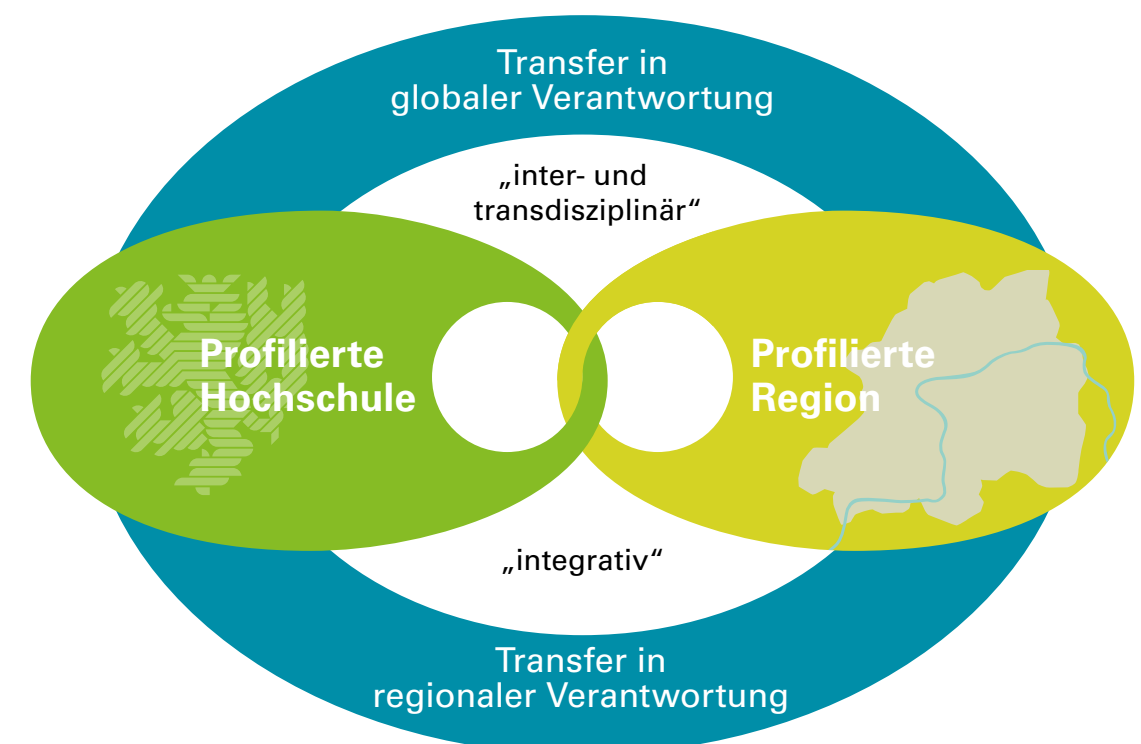 Transfer in
globaler Verantwortung
„inter- und
transdisziplinär“
Profilierte
Hochschule
Profilierte
Region
„integrativ“
Transfer in
regionaler Verantwortung